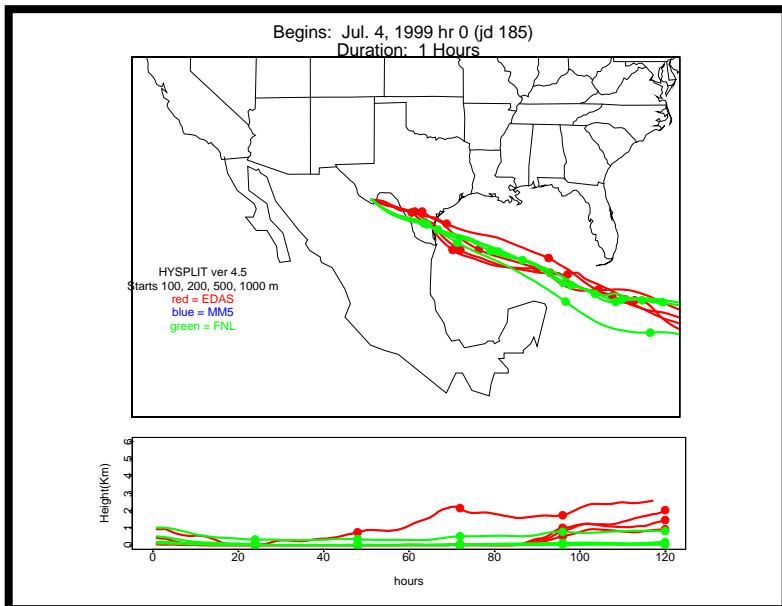 Begins: Jul. 4, 1999 hr 0 (jd 185)
Duration: 1 Hours
HYSPLIT ver 4.5
Starts 100, 200, 500, 1000 m
red = EDAS
blue = MM5
green = FNL
Height(Km)
6
5
4
3
2
1
0
0 20 40 60 80 100 120
hours